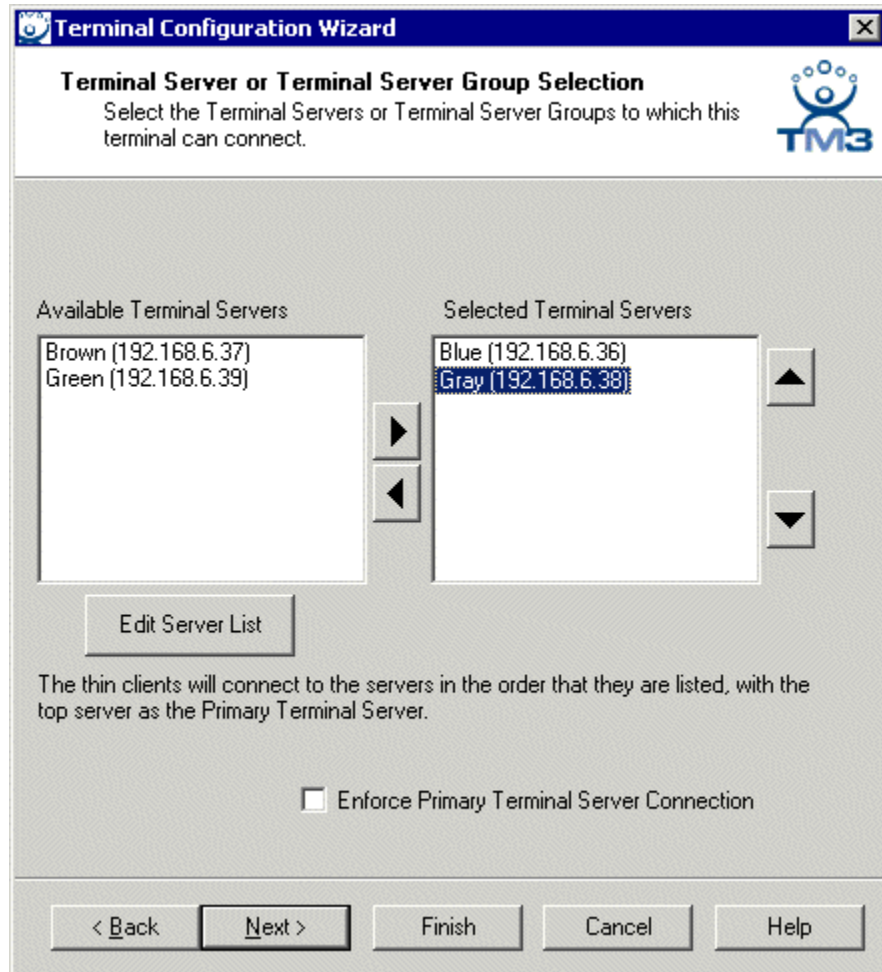 Terminal Configuration Wizard
Terminal Server or Terminal Server Group Selection
Select the Terminal Servers or Terminal Server Groups to which this
terminal can connect.
TM3
Available Terminal Servers
Selected Terminal Servers
Brown (192.168.6.37)
Green (192.168.6.39)
Blue (192.168.6.36)
Gray (192.168.6.38)
Edit Server List
The thin clients will connect to the servers in the order that they are listed, with the
top server as the Primary Terminal Server.
Enforce Primary Terminal Server Connection
< Back
Next >
Finish
Cancel
Help